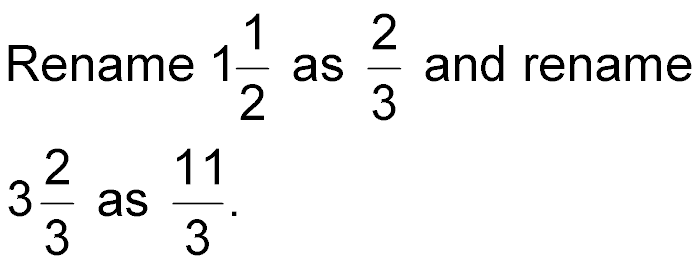 Rename 1 1/2 as 2/3 and rename
3 2/3 as 11/3.